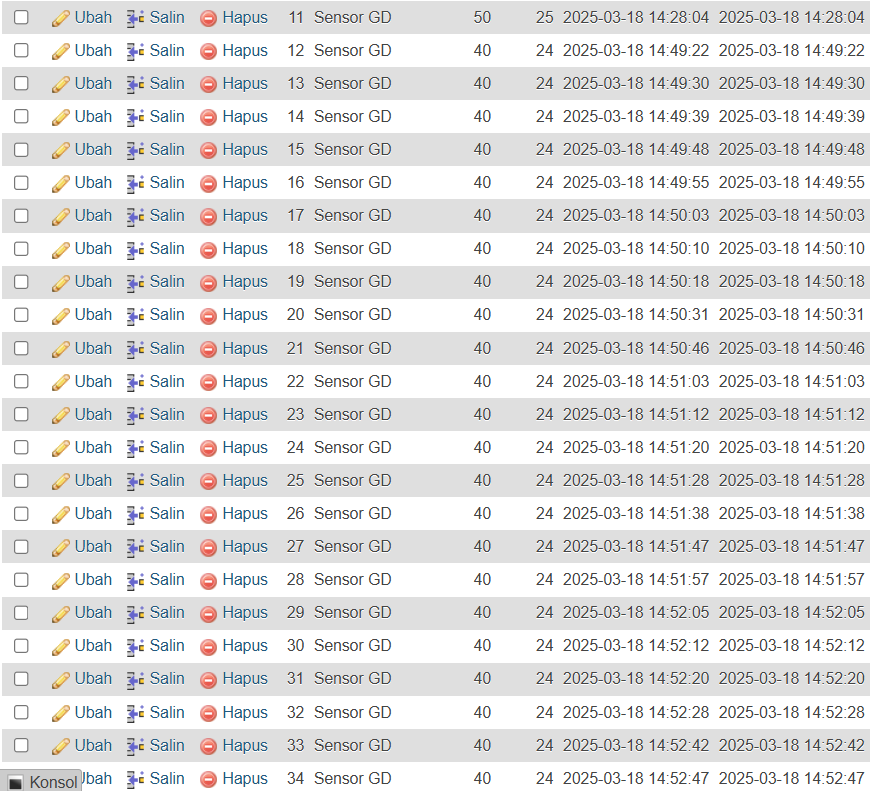 Ubah Salin Hapus 11 Sensor GD 50 25 2025-03-18 14:28:04 2025-03-18 14:28:04
Ubah Salin Hapus 12 Sensor GD 40 24 2025-03-18 14:49:22 2025-03-18 14:49:22
Ubah Salin Hapus 13 Sensor GD 40 24 2025-03-18 14:49:30 2025-03-18 14:49:30
Ubah Salin Hapus 14 Sensor GD 40 24 2025-03-18 14:49:39 2025-03-18 14:49:39
Ubah Salin Hapus 15 Sensor GD 40 24 2025-03-18 14:49:48 2025-03-18 14:49:48
Ubah Salin Hapus 16 Sensor GD 40 24 2025-03-18 14:49:55 2025-03-18 14:49:55
Ubah Salin Hapus 17 Sensor GD 40 24 2025-03-18 14:50:03 2025-03-18 14:50:03
Ubah Salin Hapus 18 Sensor GD 40 24 2025-03-18 14:50:10 2025-03-18 14:50:10
Ubah Salin Hapus 19 Sensor GD 40 24 2025-03-18 14:50:18 2025-03-18 14:50:18
Ubah Salin Hapus 20 Sensor GD 40 24 2025-03-18 14:50:31 2025-03-18 14:50:31
Ubah Salin Hapus 21 Sensor GD 40 24 2025-03-18 14:50:46 2025-03-18 14:50:46
Ubah Salin Hapus 22 Sensor GD 40 24 2025-03-18 14:51:03 2025-03-18 14:51:03
Ubah Salin Hapus 23 Sensor GD 40 24 2025-03-18 14:51:12 2025-03-18 14:51:12
Ubah Salin Hapus 24 Sensor GD 40 24 2025-03-18 14:51:20 2025-03-18 14:51:20
Ubah Salin Hapus 25 Sensor GD 40 24 2025-03-18 14:51:28 2025-03-18 14:51:28
Ubah Salin Hapus 26 Sensor GD 40 24 2025-03-18 14:51:38 2025-03-18 14:51:38
Ubah Salin Hapus 27 Sensor GD 40 24 2025-03-18 14:51:47 2025-03-18 14:51:47
Ubah Salin Hapus 28 Sensor GD 40 24 2025-03-18 14:51:57 2025-03-18 14:51:57
Ubah Salin Hapus 29 Sensor GD 40 24 2025-03-18 14:52:05 2025-03-18 14:52:05
Ubah Salin Hapus 30 Sensor GD 40 24 2025-03-18 14:52:12 2025-03-18 14:52:12
Ubah Salin Hapus 31 Sensor GD 40 24 2025-03-18 14:52:20 2025-03-18 14:52:20
Ubah Salin Hapus 32 Sensor GD 40 24 2025-03-18 14:52:28 2025-03-18 14:52:28
Ubah Salin Hapus 33 Sensor GD 40 24 2025-03-18 14:52:42 2025-03-18 14:52:42
Konsol bah Salin Hapus 34 Sensor GD 40 24 2025-03-18 14:52:47 2025-03-18 14:52:47